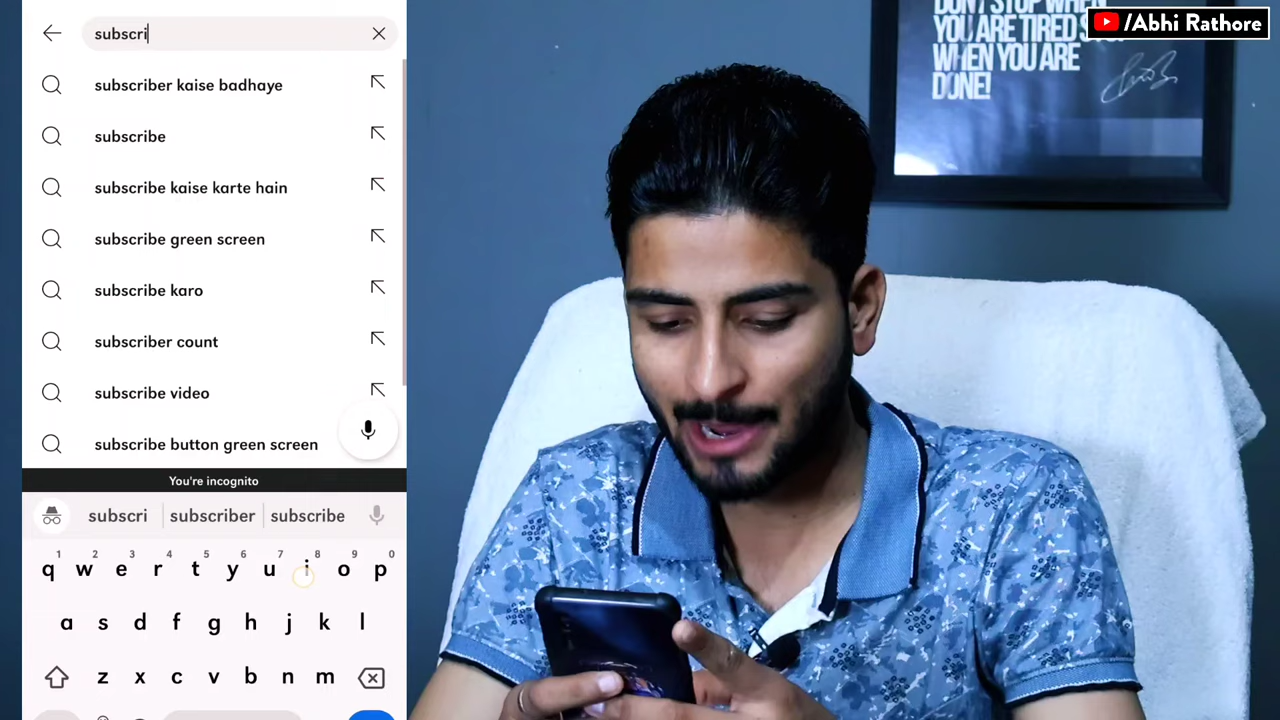 subscri
subscriber kaise badhaye
subscribe
subscribe kaise karte hain
subscribe green screen
subscribe karo
subscriber count
subscribe video
subscribe button green screen
You're incognito
subscri subscriber subscribe
1 2 3 4 5 6 7 8 9 0
q w e r t y u i o p
a s d f g h j k l
z x c v b n m
/Abhi Rathore
DON'T STOP WHEN
YOU ARE TIRED
WHEN YOU ARE
DONE!